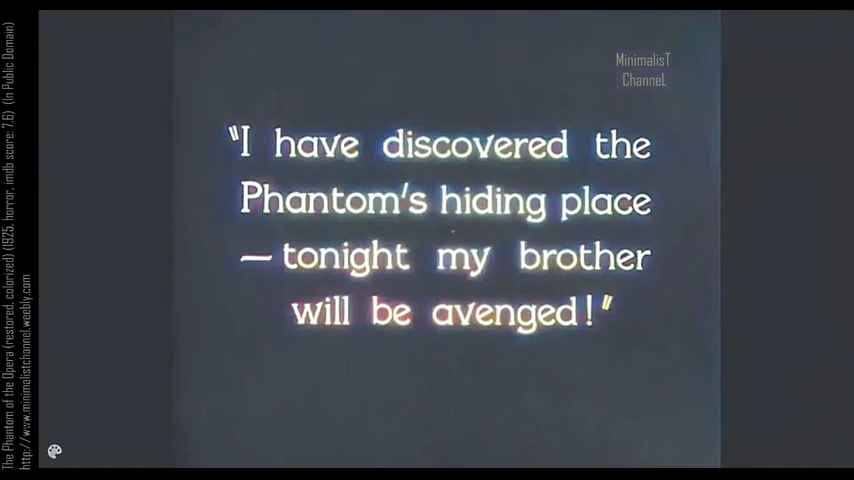 The Phantom of the Opera (restored, colorized) (1925, horror, imdb score: 7.6) (In Public Domain)
http://www.minimalistchannel.weebly.com
MinimalisT
ChanneL
"I have discovered the
Phantom's hiding place
— tonight my brother
will be avenged!"